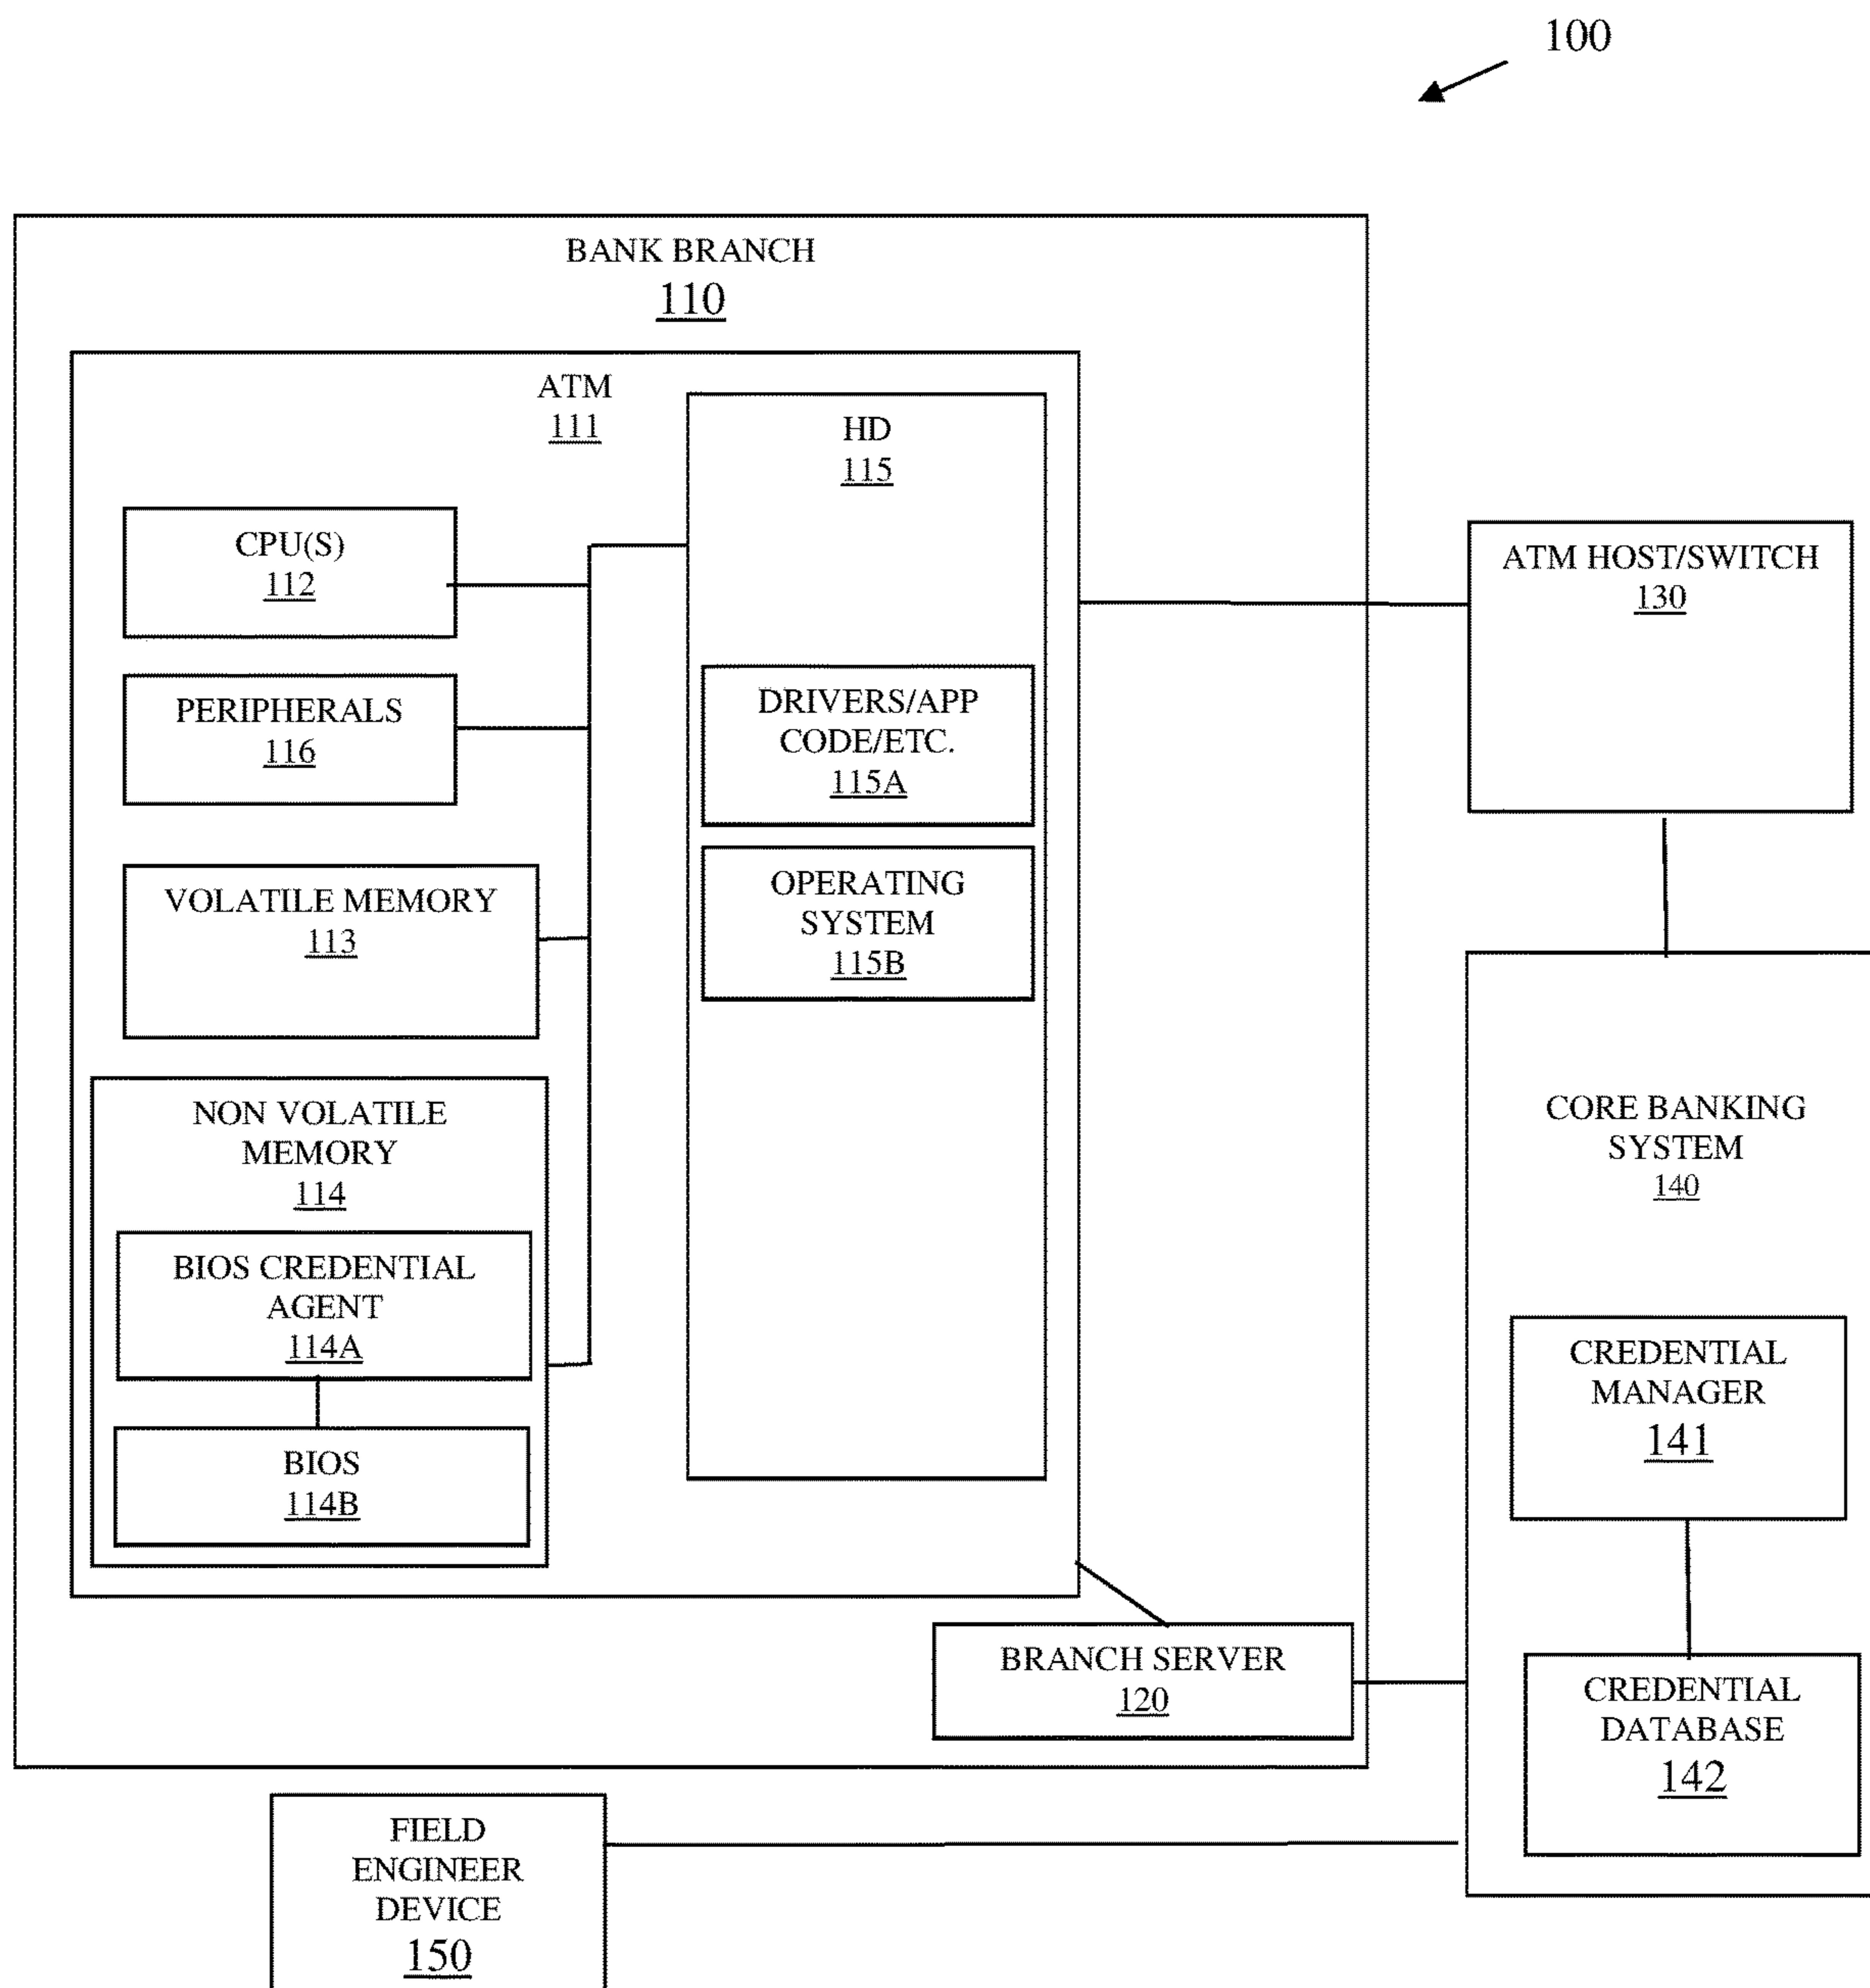 100
BANK BRANCH
110
ATM
111
HD
115
CPU(S)
112
PERIPHERALS
116
VOLATILE MEMORY
113
NON VOLATILE
MEMORY
114
BIOS CREDENTIAL
AGENT
114A
BIOS
114B
DRIVERS/APP
CODE/ETC.
115A
OPERATING
SYSTEM
115B
ATM HOST/SWITCH
130
CORE BANKING
SYSTEM
140
CREDENTIAL
MANAGER
141
CREDENTIAL
DATABASE
142
BRANCH SERVER
120
FIELD
ENGINEER
DEVICE
150